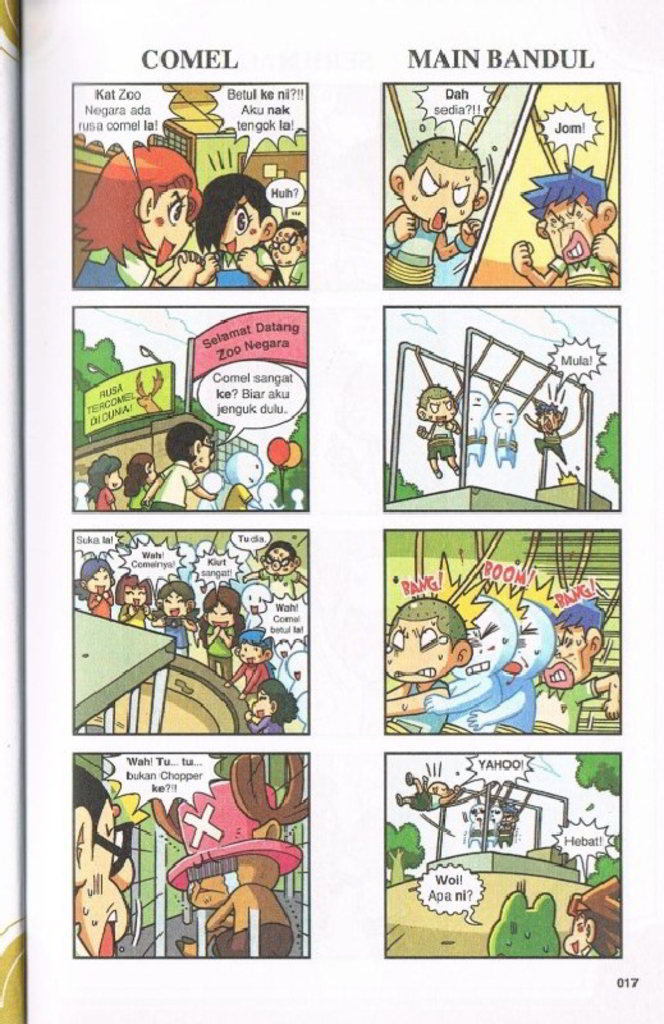 COMEL
Kat Zoo
Negara ada
rusa comel la!
Betul ke ni?!!
Aku nak
tengok la!
Huh?
Selamat Datang
Zoo Negara
RUSA
TERCOMEL
DI DUNIA!
Comel sangat
ke? Biar aku
jenguk dulu..
Suka la!
Wah!
Comelnya!
Kiut
sangat!
Tu dia..
Wah!
Comel
betul la!
Wah! Tu... tu...
bukan Chopper
ke?!!
MAIN BANDUL
Dah
sedia?!!
Jom!
Mula!
BANG!
BOOM!
BANG!
YAHOO!
Hebat!
Woi!
Apa ni?
017